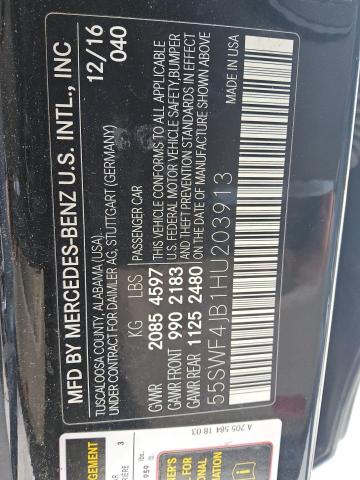 MFD BY MERCEDES-BENZ U.S. INTL., INC
TUSCALOOSA COUNTY, ALABAMA (USA)
UNDER CONTRACT FOR DAIMLER AG, STUTTGART (GERMANY)
12/16
040
KG LBS PASSENGER CAR
GVWR 2085 4597
GAWR FRONT 990 2183
GAWR REAR 1125 2480
THIS VEHICLE CONFORMS TO ALL APPLICABLE
U.S. FEDERAL MOTOR VEHICLE SAFETY, BUMPER
AND THEFT PREVENTION STANDARDS IN EFFECT
ON THE DATE OF MANUFACTURE SHOWN ABOVE
MADE IN USA
55SWF4JB1HU203913
A 205 584 18 03
3
959 lbs.